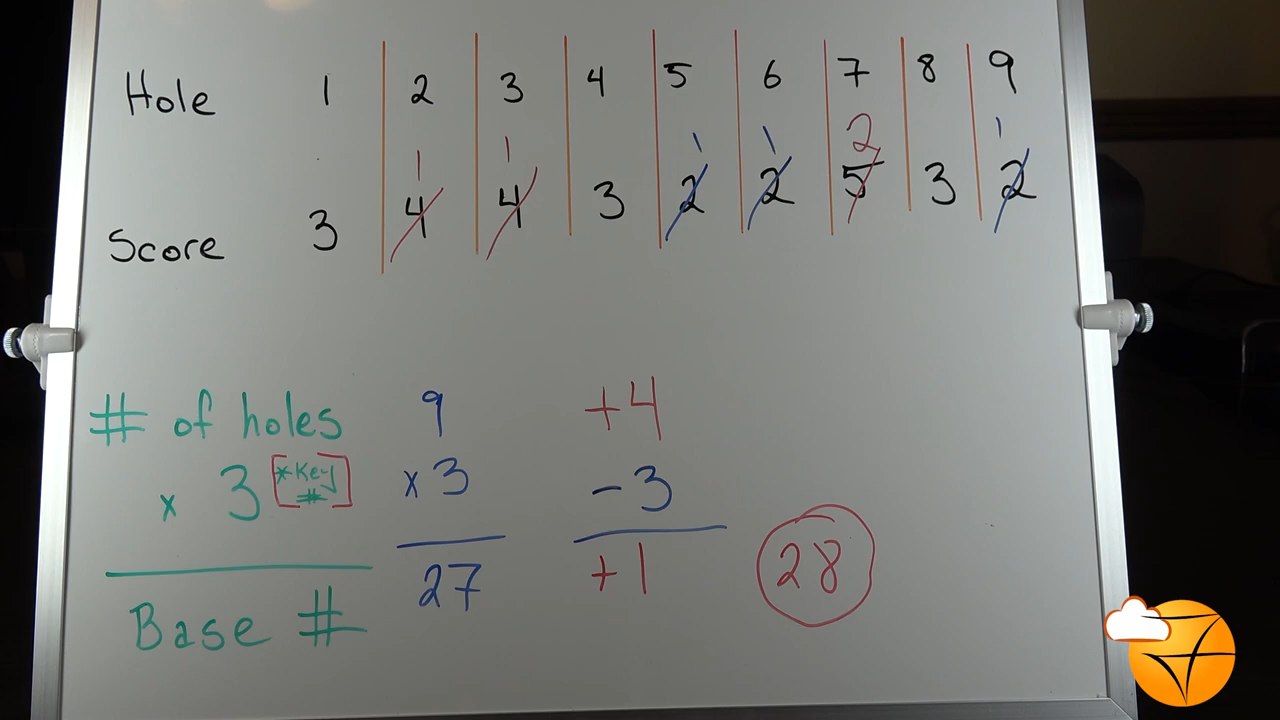 Hole 1 2 3 4 5 6 7 8 9
1 1 1 1 2 1
Score 3 4 4 3 2 2 5 3 2
# of holes 9 +4
x 3 [*Key #] x 3 - 3
Base # 27 +1 28